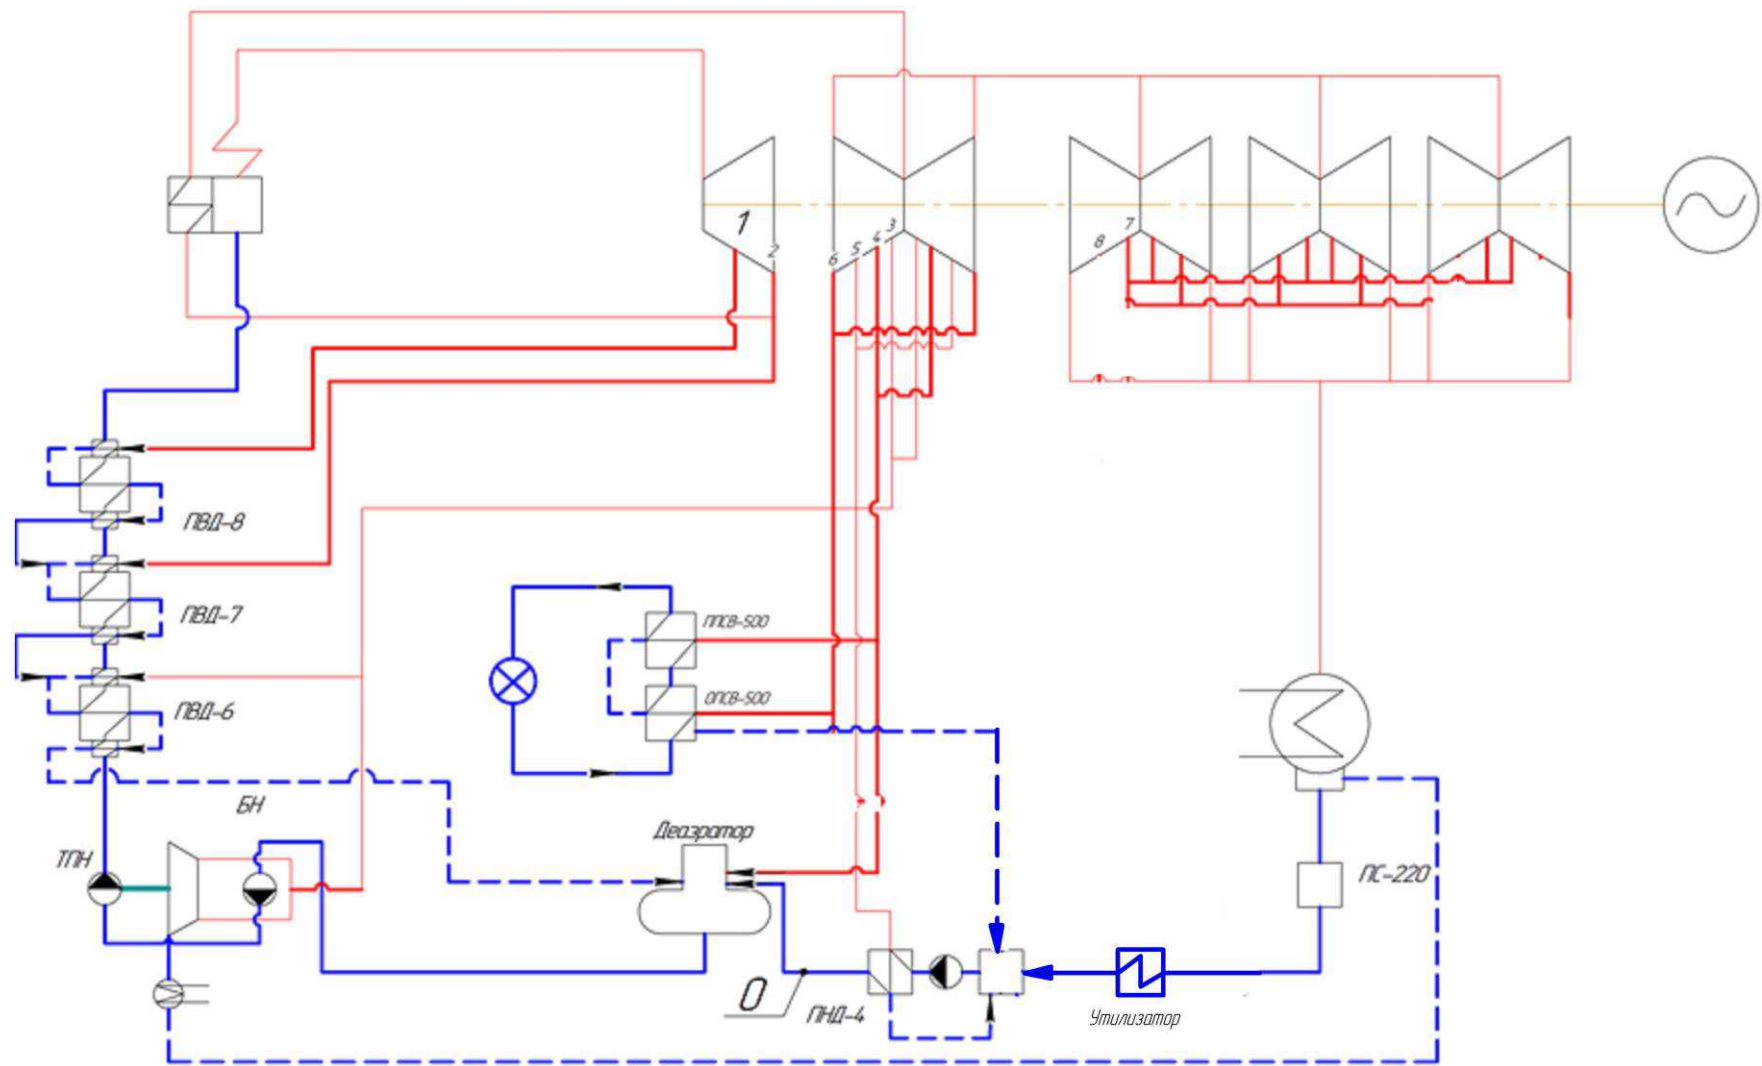 1
2
3
4
5
6
7
8
ПВД-8
ПВД-7
ПВД-6
ППСВ-500
ОПСВ-500
БН
ТПН
Деаэратор
ПС-220
0
ПНД-4
Утилизатор